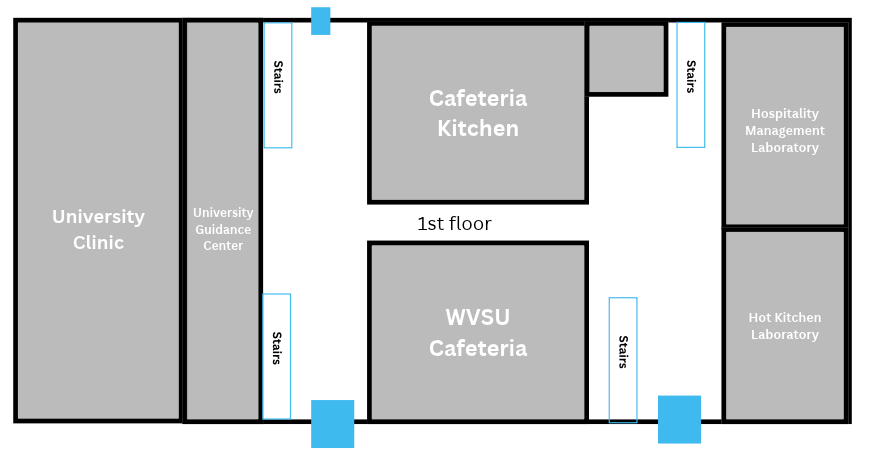 University
Clinic
University
Guidance
Center
Stairs
Stairs
Cafeteria
Kitchen
1st floor
WVSU
Cafeteria
Stairs
Stairs
Hospitality
Management
Laboratory
Hot Kitchen
Laboratory